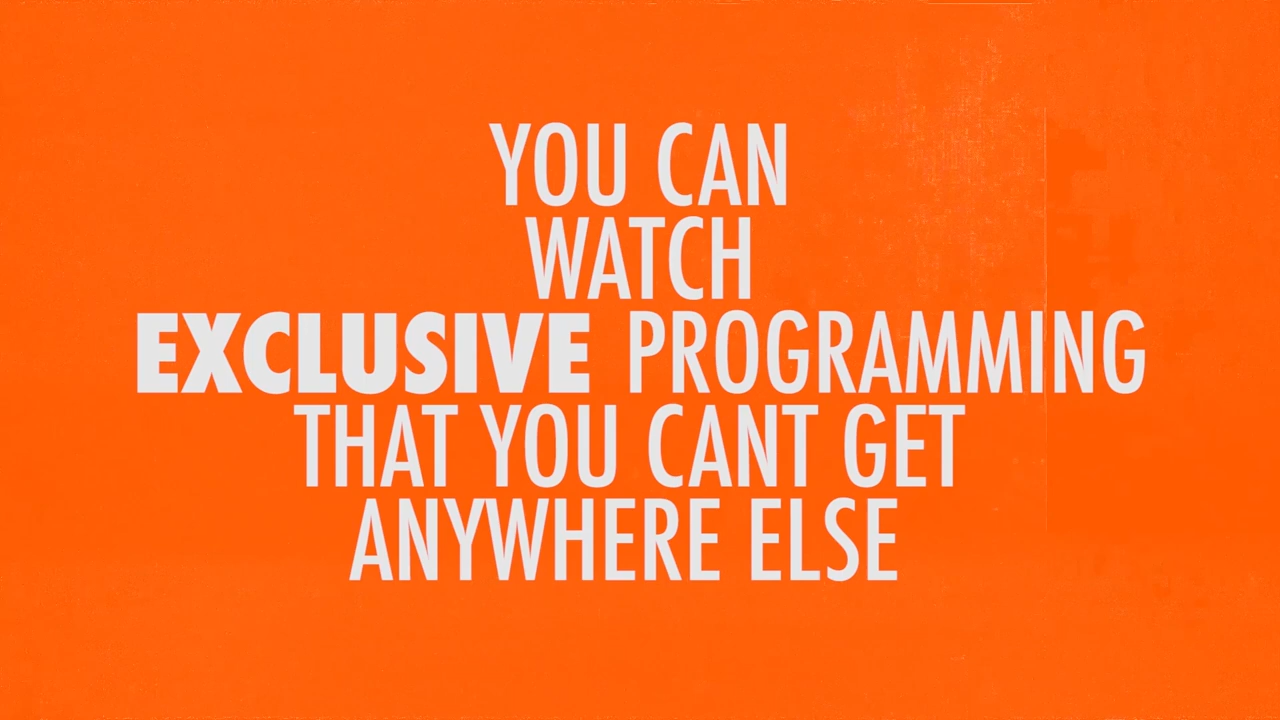 YOU CAN
WATCH
EXCLUSIVE PROGRAMMING
THAT YOU CANT GET
ANYWHERE ELSE